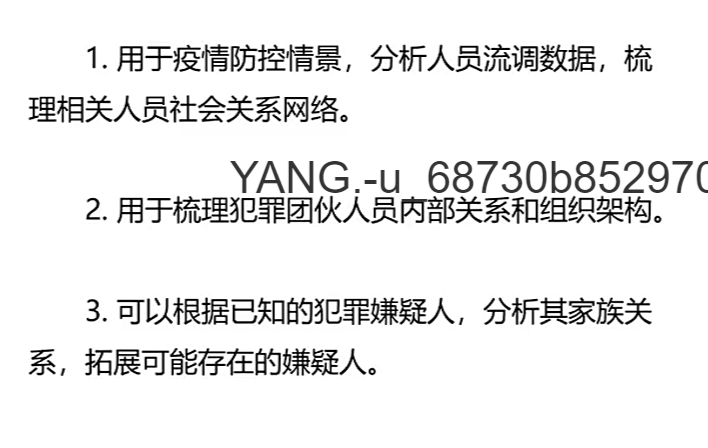 1. 用于疫情防控情景，分析人员流调数据，梳
理相关人员社会关系网络。
YANG.-u_68730b852970
2. 用于梳理犯罪团伙人员内部关系和组织架构。
3. 可以根据已知的犯罪嫌疑人，分析其家族关
系，拓展可能存在的嫌疑人。